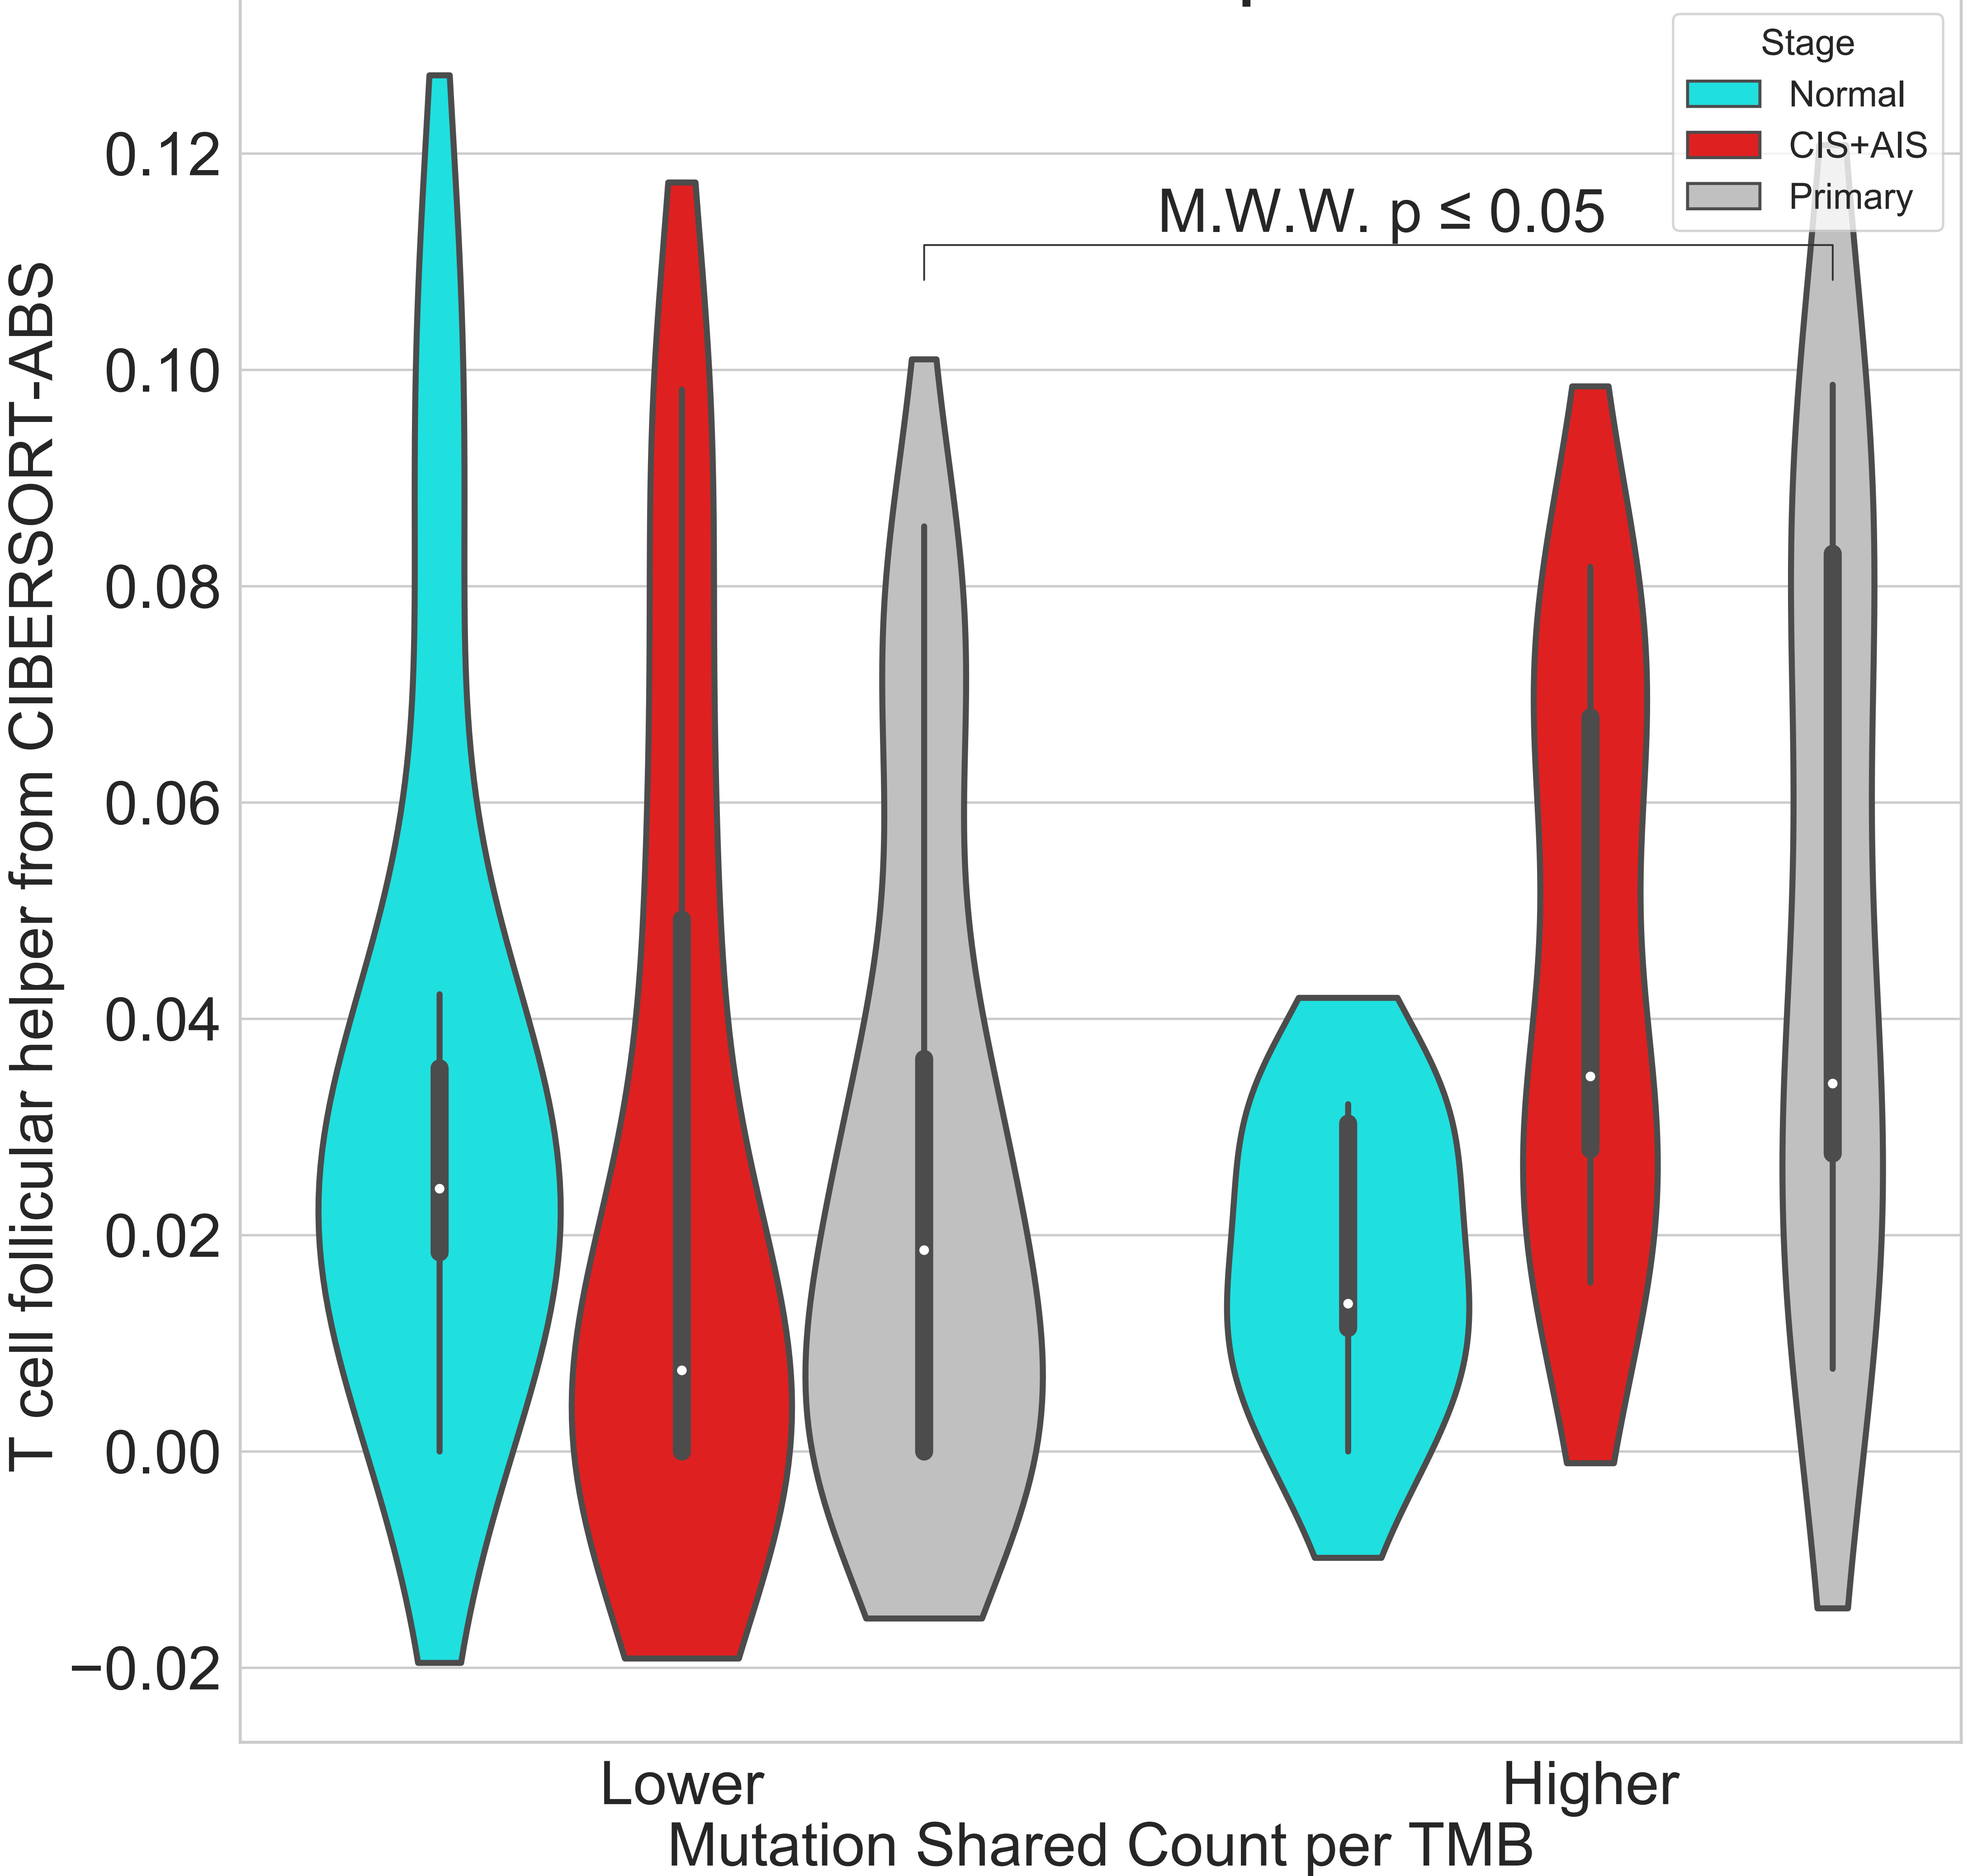 Stage
Normal
CIS+AIS
Primary
M.W.W. p ≤ 0.05
T cell follicular helper from CIBERSORT-ABS
0.12
0.10
0.08
0.06
0.04
0.02
0.00
−0.02
Lower
Higher
Mutation Shared Count per TMB